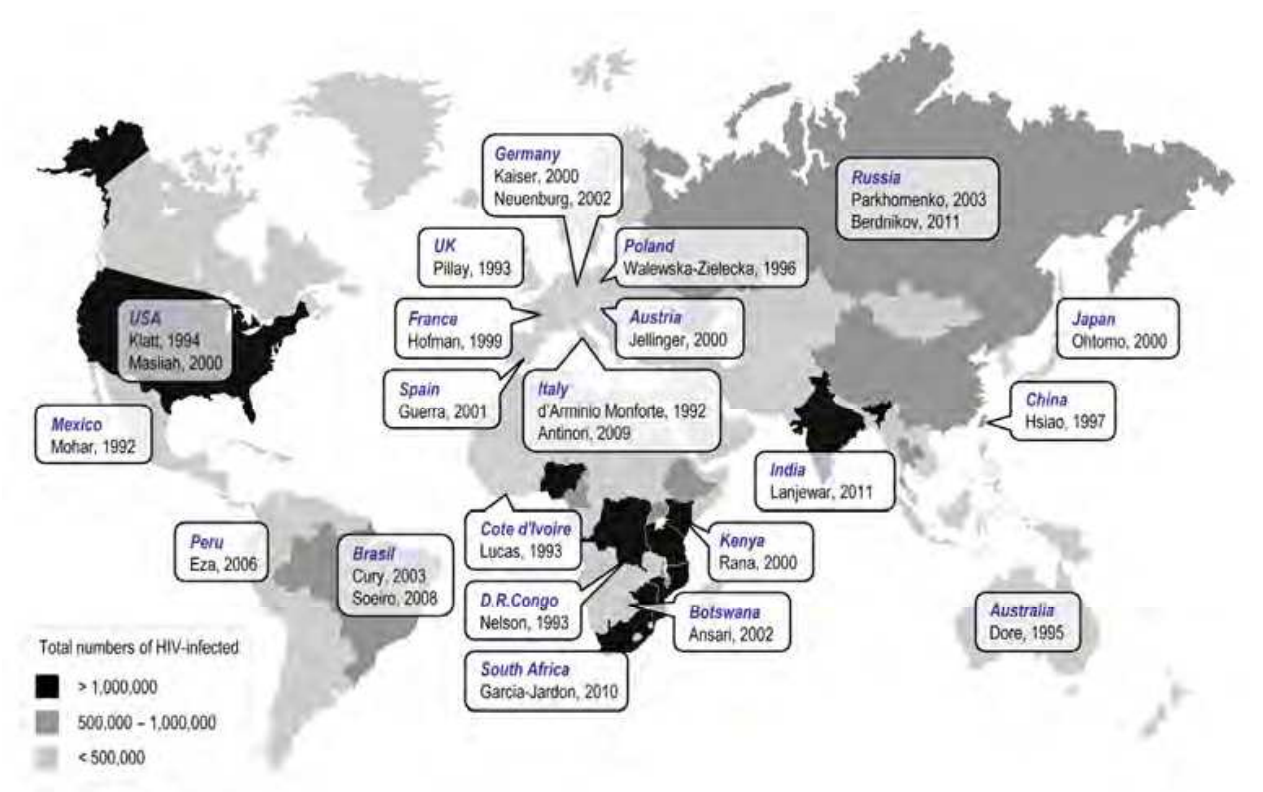 Germany
Kaiser, 2000
Neuenburg, 2002
Russia
Parkhomenko, 2003
Berdnikov, 2011
UK
Pillay, 1993
Poland
Walewska-Zielecka, 1996
USA
Klatt, 1994
Masliah, 2000
France
Hofman, 1999
Austria
Jellinger, 2000
Japan
Ohtomo, 2000
Spain
Guerra, 2001
Italy
d'Arminio Monforte, 1992
Antinori, 2009
China
Hsiao, 1997
Mexico
Mohar, 1992
India
Lanjewar, 2011
Peru
Eza, 2006
Brasil
Cury, 2003
Soeiro, 2008
Cote d'Ivoire
Lucas, 1993
Kenya
Rana, 2000
D.R.Congo
Nelson, 1993
Botswana
Ansari, 2002
Australia
Dore, 1995
South Africa
Garcia-Jardon, 2010
Total numbers of HIV-infected
> 1,000,000
500,000 – 1,000,000
< 500,000